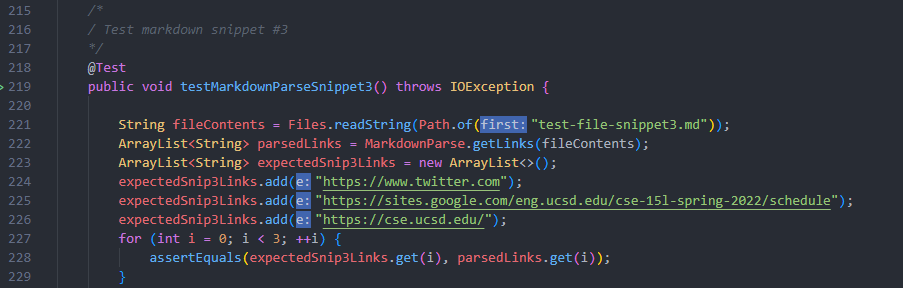 215 /*
216 / Test markdown snippet #3
217 */
218 @Test
219 public void testMarkdownParseSnippet3() throws IOException {
220
221 String fileContents = Files.readString(Path.of(first: "test-file-snippet3.md"));
222 ArrayList<String> parsedLinks = MarkdownParse.getLinks(fileContents);
223 ArrayList<String> expectedSnip3Links = new ArrayList<>();
224 expectedSnip3Links.add(e: "https://www.twitter.com");
225 expectedSnip3Links.add(e: "https://sites.google.com/eng.ucsd.edu/cse-15l-spring-2022/schedule");
226 expectedSnip3Links.add(e: "https://cse.ucsd.edu/");
227 for (int i = 0; i < 3; ++i) {
228 assertEquals(expectedSnip3Links.get(i), parsedLinks.get(i));
229 }